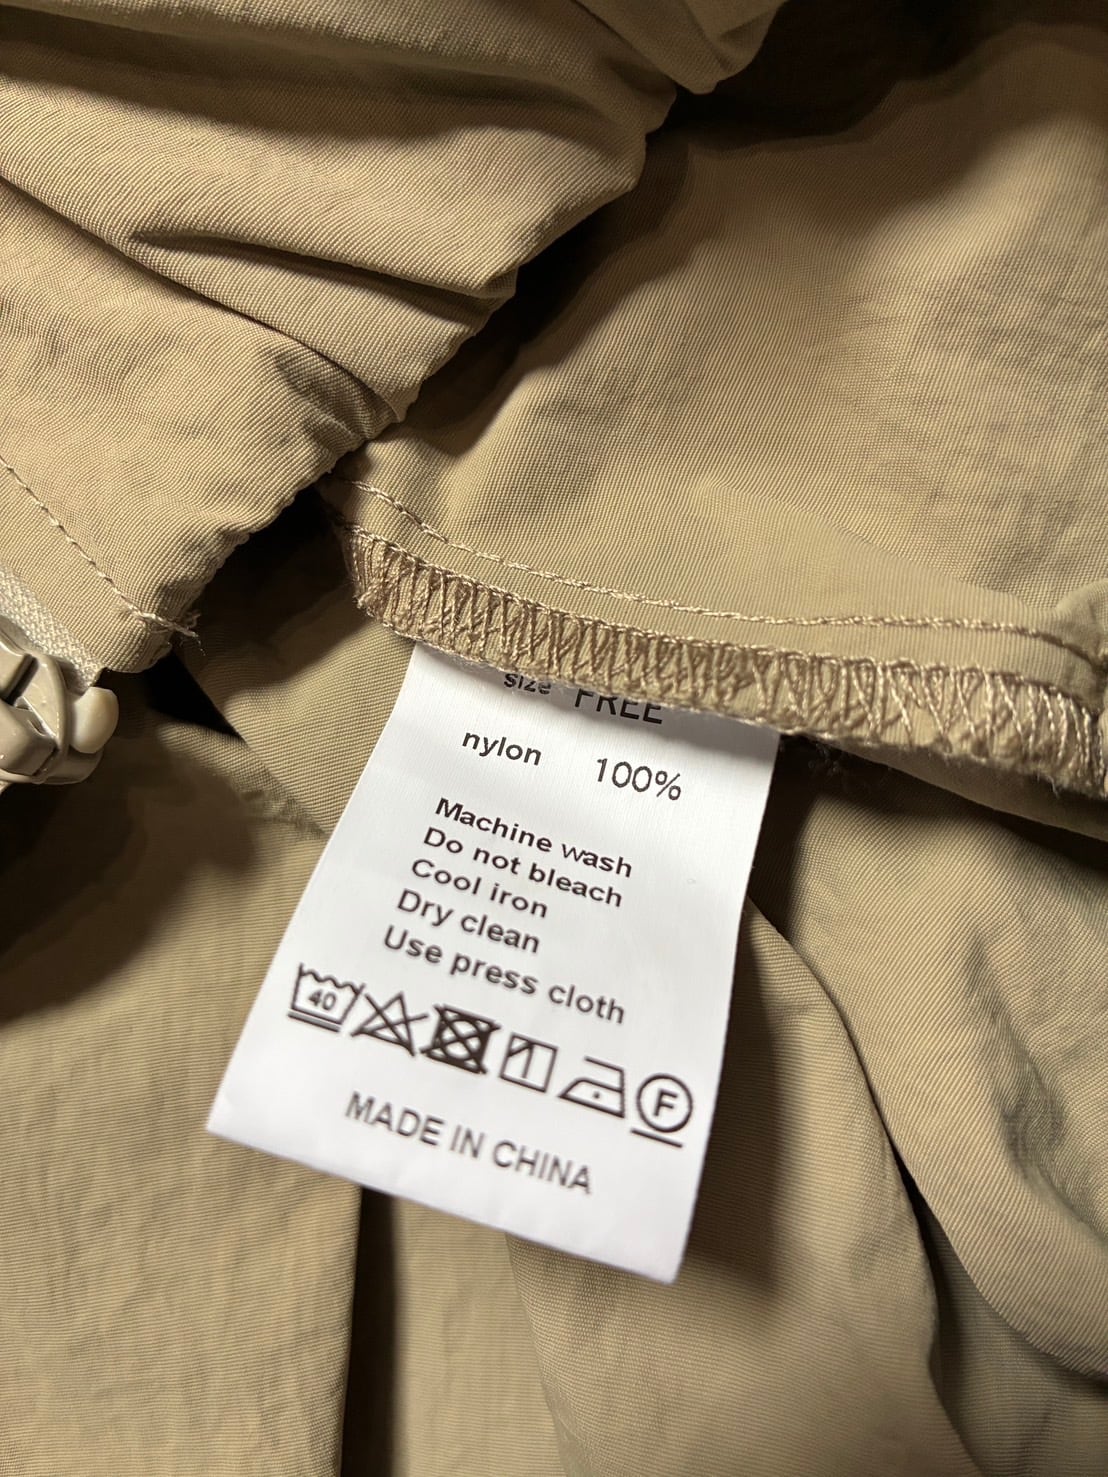 size FREE
nylon 100%
Machine wash
Do not bleach
Cool iron
Dry clean
Use press cloth
40
F
MADE IN CHINA